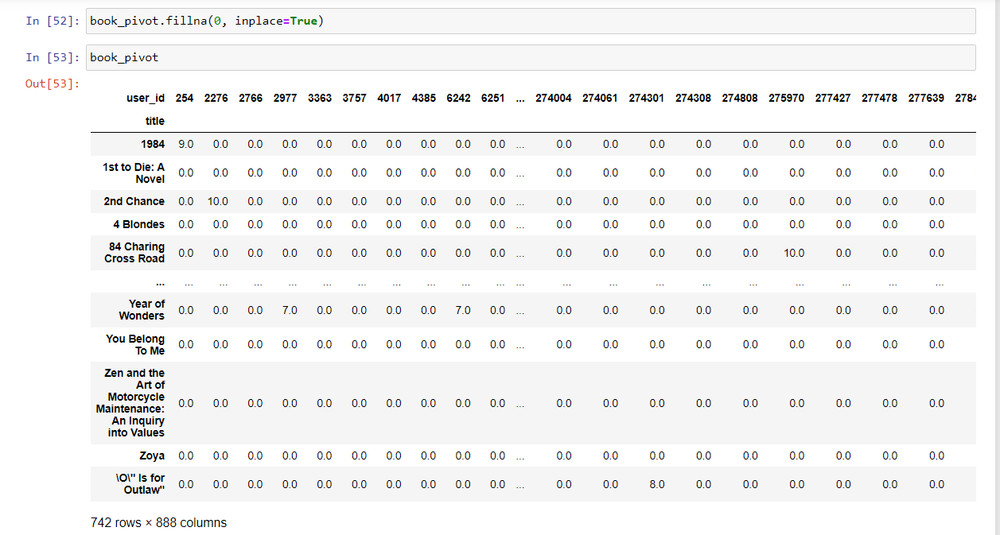 In [52]: book_pivot.fillna(0, inplace=True)
In [53]: book_pivot
Out[53]:
user_id 254 2276 2766 2977 3363 3757 4017 4385 6242 6251 ... 274004 274061 274301 274308 274808 275970 277427 277478 277639 2784
title
1984 9.0 0.0 0.0 0.0 0.0 0.0 0.0 0.0 0.0 0.0 ... 0.0 0.0 0.0 0.0 0.0 0.0 0.0 0.0 0.0
1st to Die: A
Novel 0.0 0.0 0.0 0.0 0.0 0.0 0.0 0.0 0.0 0.0 ... 0.0 0.0 0.0 0.0 0.0 0.0 0.0 0.0 0.0
2nd Chance 0.0 10.0 0.0 0.0 0.0 0.0 0.0 0.0 0.0 0.0 ... 0.0 0.0 0.0 0.0 0.0 0.0 0.0 0.0 0.0
4 Blondes 0.0 0.0 0.0 0.0 0.0 0.0 0.0 0.0 0.0 0.0 ... 0.0 0.0 0.0 0.0 0.0 0.0 0.0 0.0 0.0
84 Charing
Cross Road 0.0 0.0 0.0 0.0 0.0 0.0 0.0 0.0 0.0 0.0 ... 0.0 0.0 0.0 0.0 0.0 10.0 0.0 0.0 0.0
... ... ... ... ... ... ... ... ... ... ... ... ... ... ... ... ... ... ... ... ...
Year of
Wonders 0.0 0.0 0.0 7.0 0.0 0.0 0.0 0.0 7.0 0.0 ... 0.0 0.0 0.0 0.0 0.0 0.0 0.0 0.0 0.0
You Belong
To Me 0.0 0.0 0.0 0.0 0.0 0.0 0.0 0.0 0.0 0.0 ... 0.0 0.0 0.0 0.0 0.0 0.0 0.0 0.0 0.0
Zen and the
Art of
Motorcycle
Maintenance: 0.0 0.0 0.0 0.0 0.0 0.0 0.0 0.0 0.0 0.0 ... 0.0 0.0 0.0 0.0 0.0 0.0 0.0 0.0 0.0
An Inquiry
into Values
Zoya 0.0 0.0 0.0 0.0 0.0 0.0 0.0 0.0 0.0 0.0 ... 0.0 0.0 0.0 0.0 0.0 0.0 0.0 0.0 0.0
\O\" Is for
Outlaw" 0.0 0.0 0.0 0.0 0.0 0.0 0.0 0.0 0.0 0.0 ... 0.0 0.0 8.0 0.0 0.0 0.0 0.0 0.0 0.0
742 rows × 888 columns